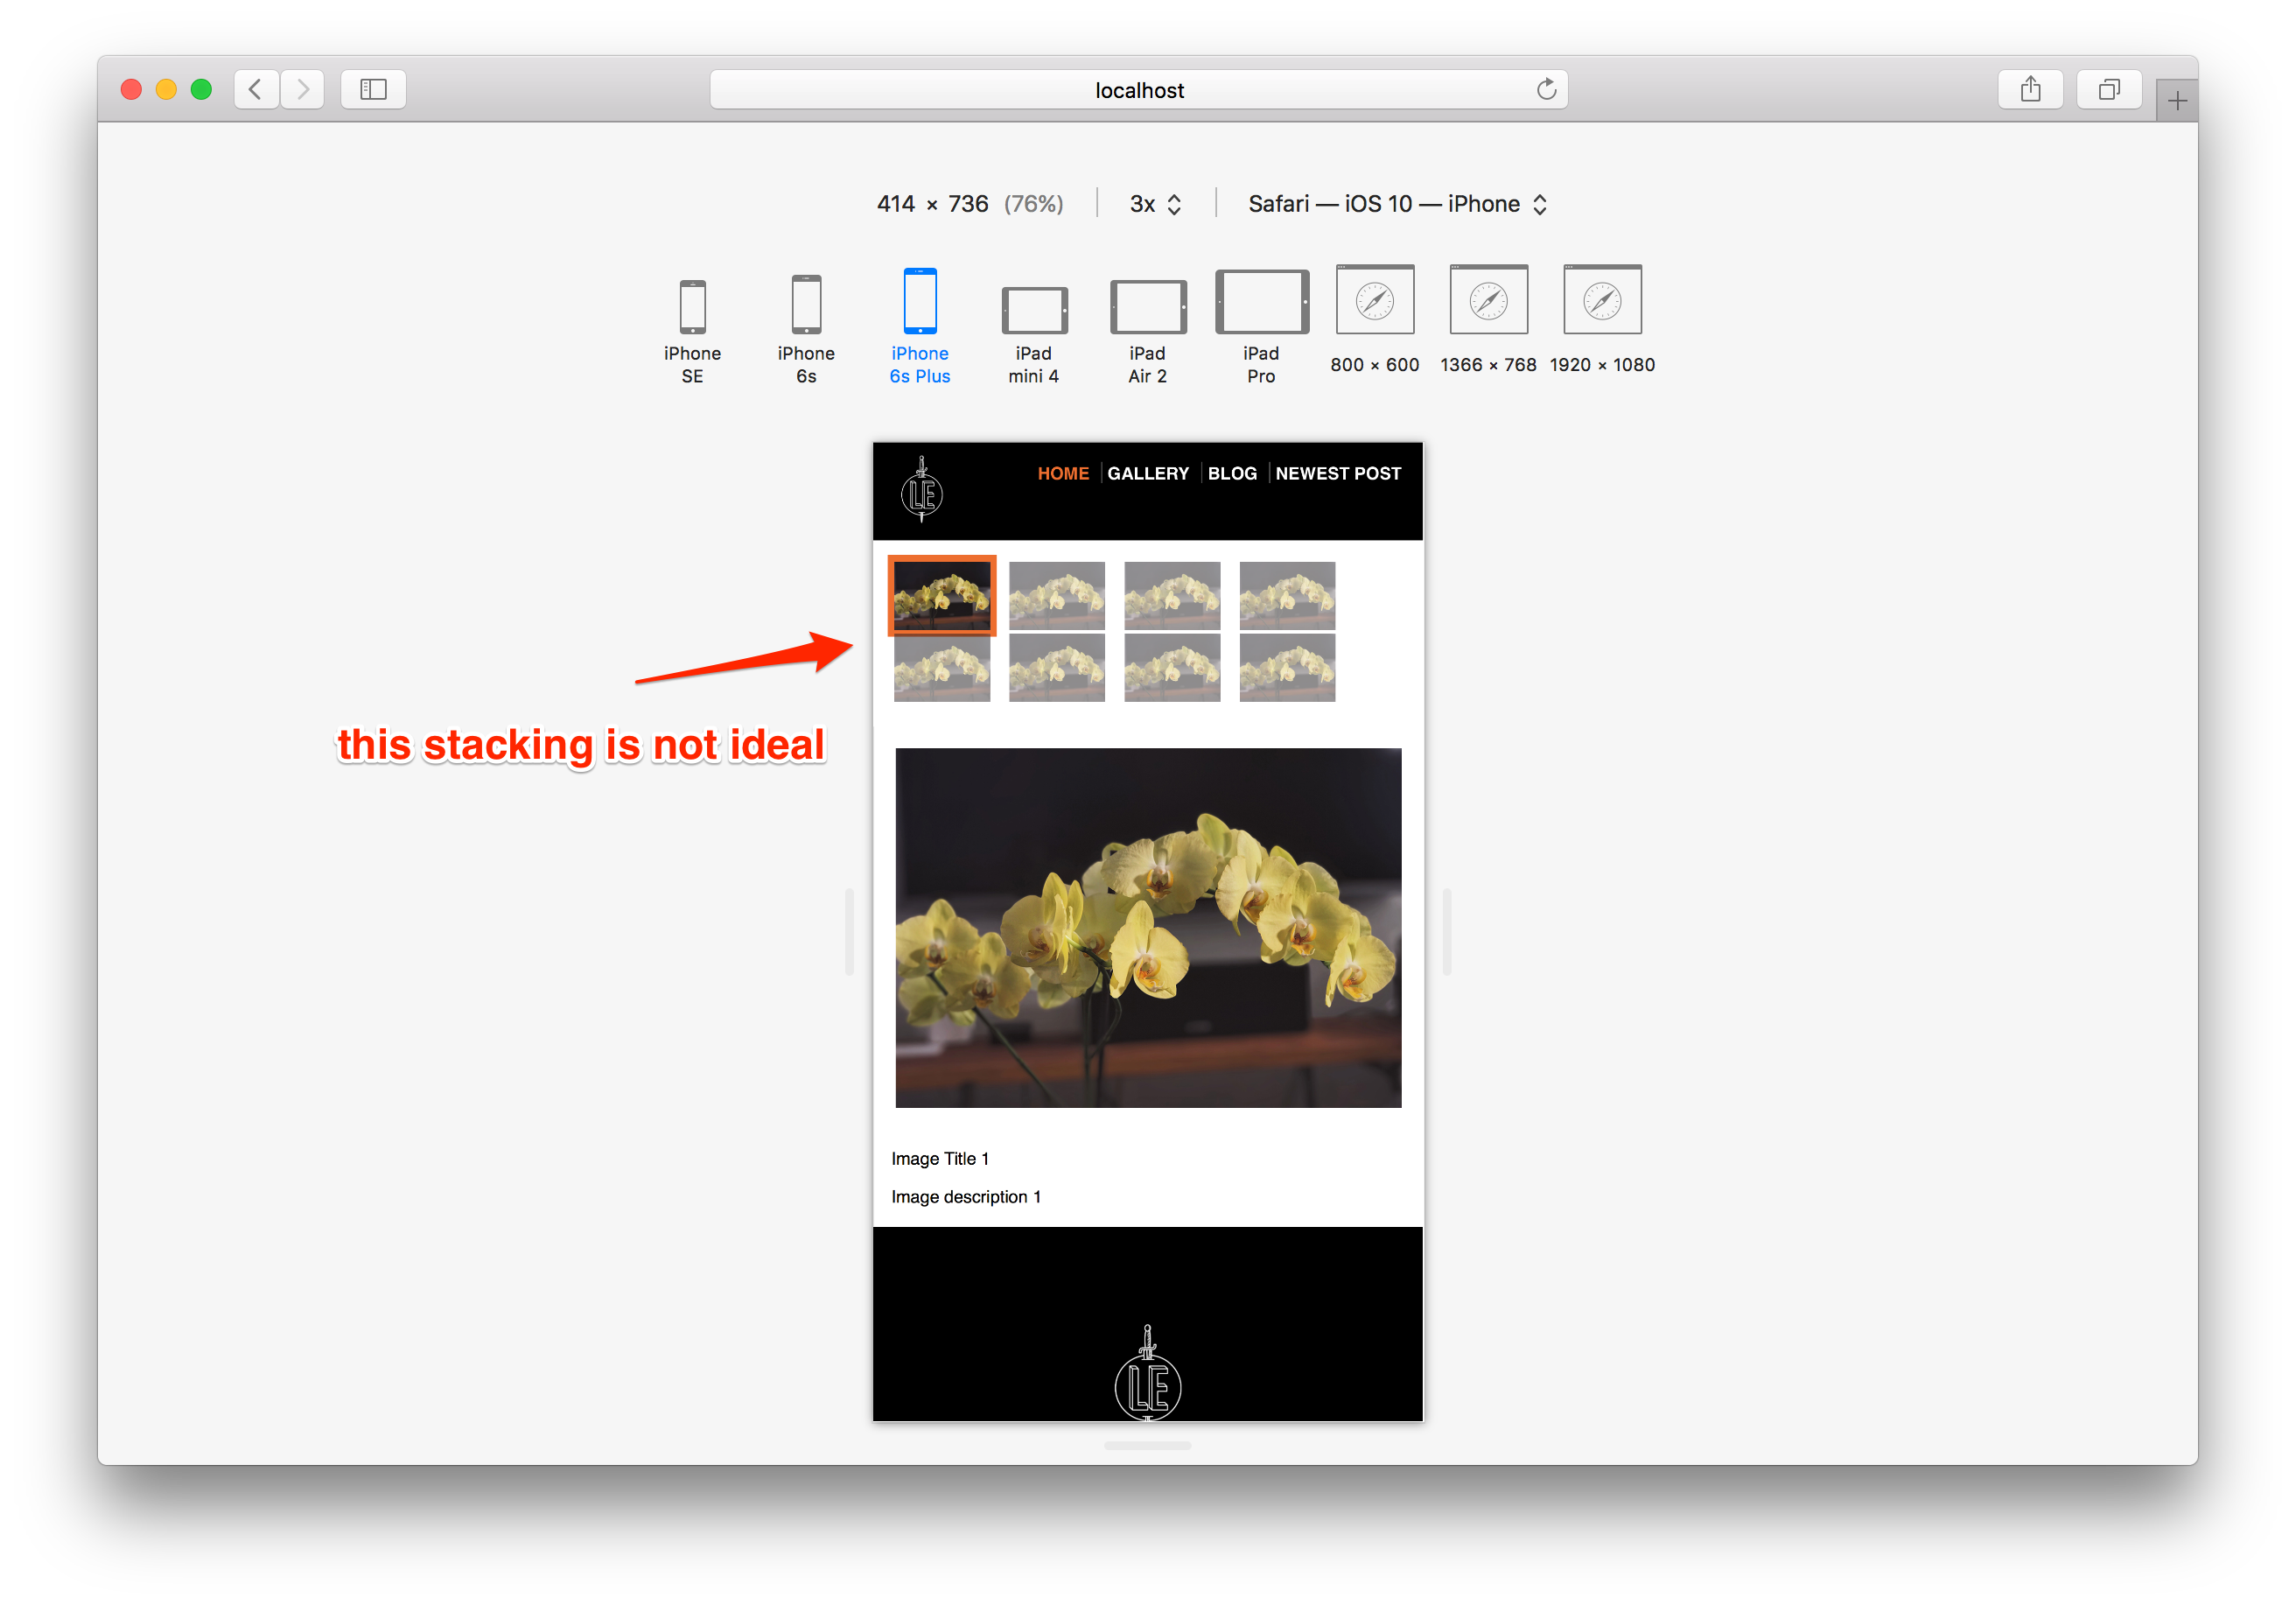 localhost
414 × 736 (76%)
3x
Safari — iOS 10 — iPhone
iPhone
SE
iPhone
6s
iPhone
6s Plus
iPad
mini 4
iPad
Air 2
iPad
Pro
800 × 600
1366 × 768
1920 × 1080
LE
HOME
GALLERY
BLOG
NEWEST POST
this stacking is not ideal
Image Title 1
Image description 1
LE